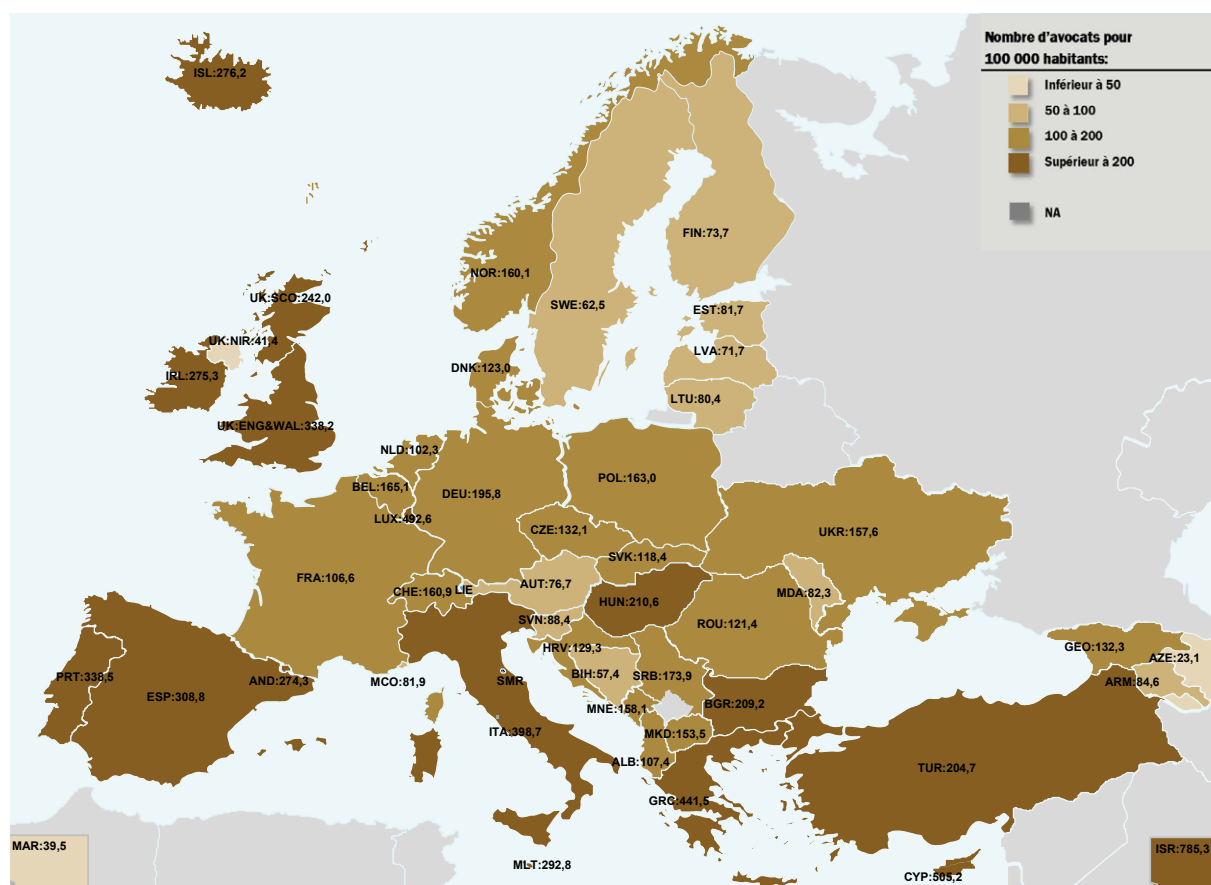 Nombre d'avocats pour
100 000 habitants:
Inférieur à 50
50 à 100
100 à 200
Supérieur à 200
NA
ISL:276,2
FIN:73,7
NOR:160,1
UK:SCO:242,0
SWE:62,5
EST:81,7
UK:NIR:41,4
LVA:71,7
IRL:275,3
DNK:123,0
LTU:80,4
UK:ENG&WAL:338,2
NLD:102,3
POL:163,0
BEL:165,1
DEU:195,8
LUX:492,6
CZE:132,1
UKR:157,6
SVK:118,4
FRA:106,6
AUT:76,7
CHE:160,9
LIE
MDA:82,3
HUN:210,6
SVN:88,4
ROU:121,4
HRV:129,3
GEO:132,3
AZE:23,1
PRT:338,5
ESP:308,8
AND:274,3
MCO:81,9
SMR
BIH:57,4
SRB:173,9
ARM:84,6
MNE:158,1
BGR:209,2
ITA:398,7
MKD:153,5
ALB:107,4
TUR:204,7
GRC:441,5
MAR:39,5
ISR:785,3
MLT:292,8
CYP:505,2